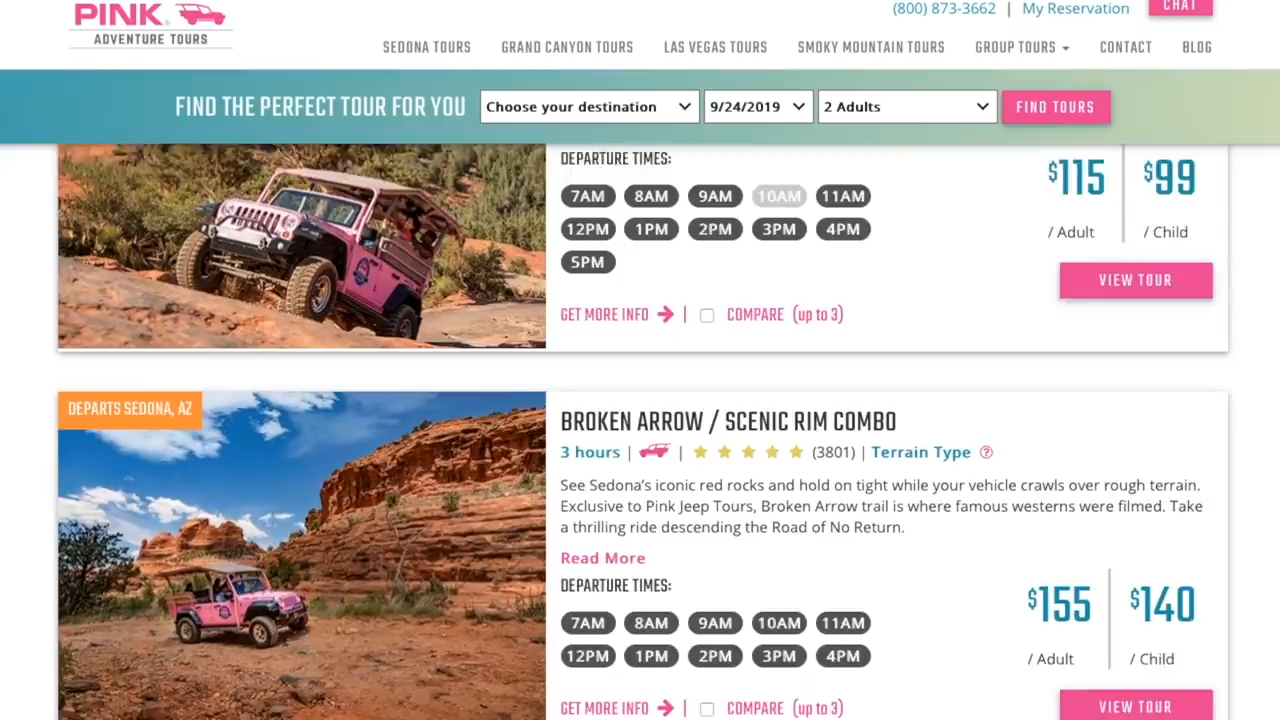 PINK®
ADVENTURE TOURS
(800) 873-3662 | My Reservation
CHAT
SEDONA TOURS GRAND CANYON TOURS LAS VEGAS TOURS SMOKY MOUNTAIN TOURS GROUP TOURS CONTACT BLOG
FIND THE PERFECT TOUR FOR YOU Choose your destination 9/24/2019 2 Adults FIND TOURS
DEPARTURE TIMES:
7AM 8AM 9AM 10AM 11AM
12PM 1PM 2PM 3PM 4PM
5PM
$115 $99
/ Adult / Child
VIEW TOUR
GET MORE INFO | COMPARE (up to 3)
DEPARTS SEDONA, AZ
BROKEN ARROW / SCENIC RIM COMBO
3 hours | | (3801) | Terrain Type ?
See Sedona's iconic red rocks and hold on tight while your vehicle crawls over rough terrain.
Exclusive to Pink Jeep Tours, Broken Arrow trail is where famous westerns were filmed. Take
a thrilling ride descending the Road of No Return.
Read More
DEPARTURE TIMES:
7AM 8AM 9AM 10AM 11AM
12PM 1PM 2PM 3PM 4PM
$155 $140
/ Adult / Child
GET MORE INFO | COMPARE (up to 3)
VIEW TOUR